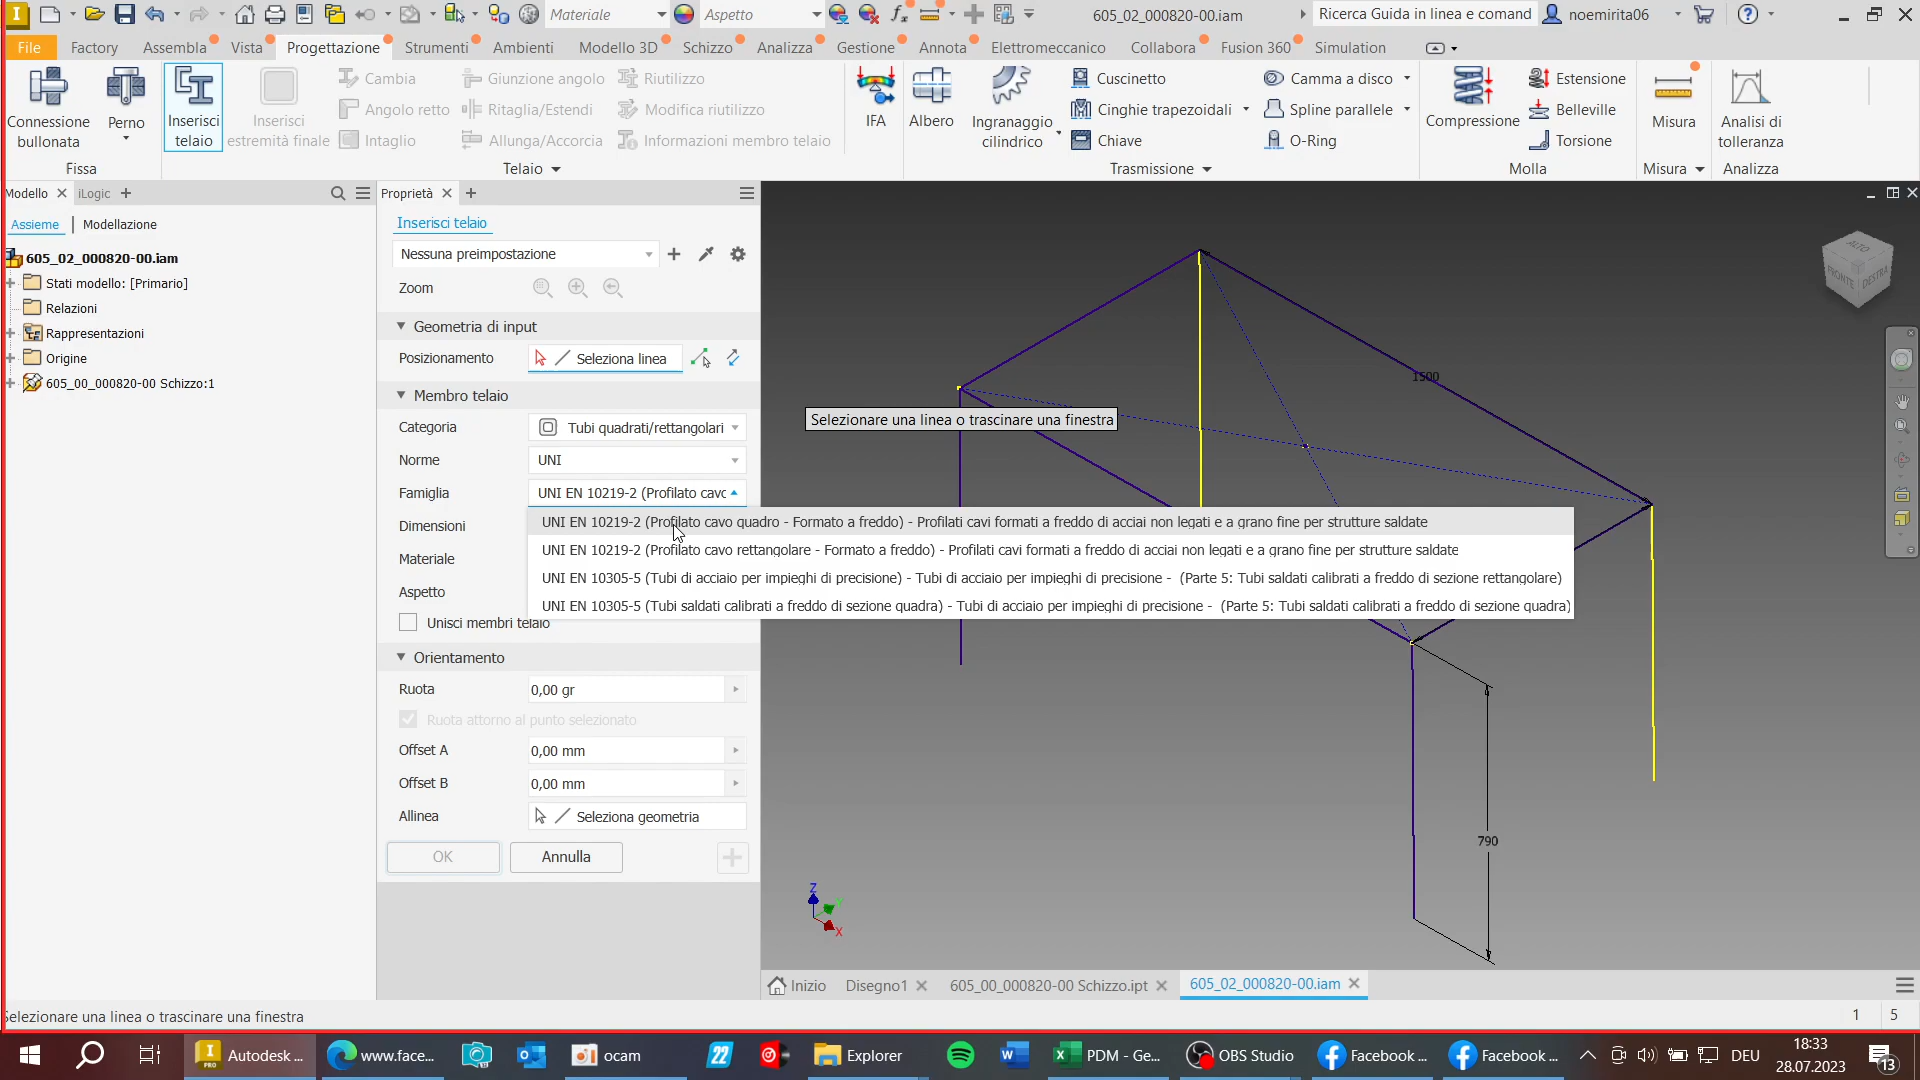 Materiale
Aspetto
605_02_000820-00.iam
Ricerca Guida in linea e comand
noemirita06
File
Factory
Assembla
Vista
Progettazione
Strumenti
Ambienti
Modello 3D
Schizzo
Analizza
Gestione
Annota
Elettromeccanico
Collabora
Fusion 360
Simulation
Connessione bullonata
Perno
Inserisci telaio
Inserisci estremità finale
Cambia
Angolo retto
Intaglio
Giunzione angolo
Ritaglia/Estendi
Allunga/Accorcia
Riutilizzo
Modifica riutilizzo
Informazioni membro telaio
IFA
Albero
Ingranaggio cilindrico
Cuscinetto
Cinghie trapezoidali
Chiave
Camma a disco
Spline parallele
O-Ring
Compressione
Estensione
Belleville
Torsione
Misura
Analisi di tolleranza
Fissa
Telaio
Trasmissione
Molla
Misura
Analizza
Modello
iLogic
Assieme
Modellazione
605_02_000820-00.iam
Stati modello: [Primario]
Relazioni
Rappresentazioni
Origine
605_00_000820-00 Schizzo:1
Proprietà
Inserisci telaio
Nessuna preimpostazione
Zoom
Geometria di input
Posizionamento
Seleziona linea
Membro telaio
Categoria
Tubi quadrati/rettangolari
Norme
UNI
Famiglia
UNI EN 10219-2 (Profilato cavo
Dimensioni
Materiale
Aspetto
UNI EN 10219-2 (Profilato cavo quadro - Formato a freddo) - Profilati cavi formati a freddo di acciai non legati e a grano fine per strutture saldate
UNI EN 10219-2 (Profilato cavo rettangolare - Formato a freddo) - Profilati cavi formati a freddo di acciai non legati e a grano fine per strutture saldate
UNI EN 10305-5 (Tubi di acciaio per impieghi di precisione) - Tubi di acciaio per impieghi di precisione - (Parte 5: Tubi saldati calibrati a freddo di sezione rettangolare)
UNI EN 10305-5 (Tubi saldati calibrati a freddo di sezione quadra) - Tubi di acciaio per impieghi di precisione - (Parte 5: Tubi saldati calibrati a freddo di sezione quadra)
Unisci membri telaio
Orientamento
Ruota
0,00 gr
Ruota attorno al punto selezionato
Offset A
0,00 mm
Offset B
0,00 mm
Allinea
Seleziona geometria
OK
Annulla
Selezionare una linea o trascinare una finestra
1500
790
ALTO
FRONTE
DESTRA
Z
Y
X
Inizio
Disegno1
605_00_000820-00 Schizzo.ipt
605_02_000820-00.iam
Selezionare una linea o trascinare una finestra
1
5
Autodesk ...
www.face...
ocam
22
Explorer
PDM - Ge...
OBS Studio
Facebook ...
Facebook ...
DEU
18:33
28.07.2023
13